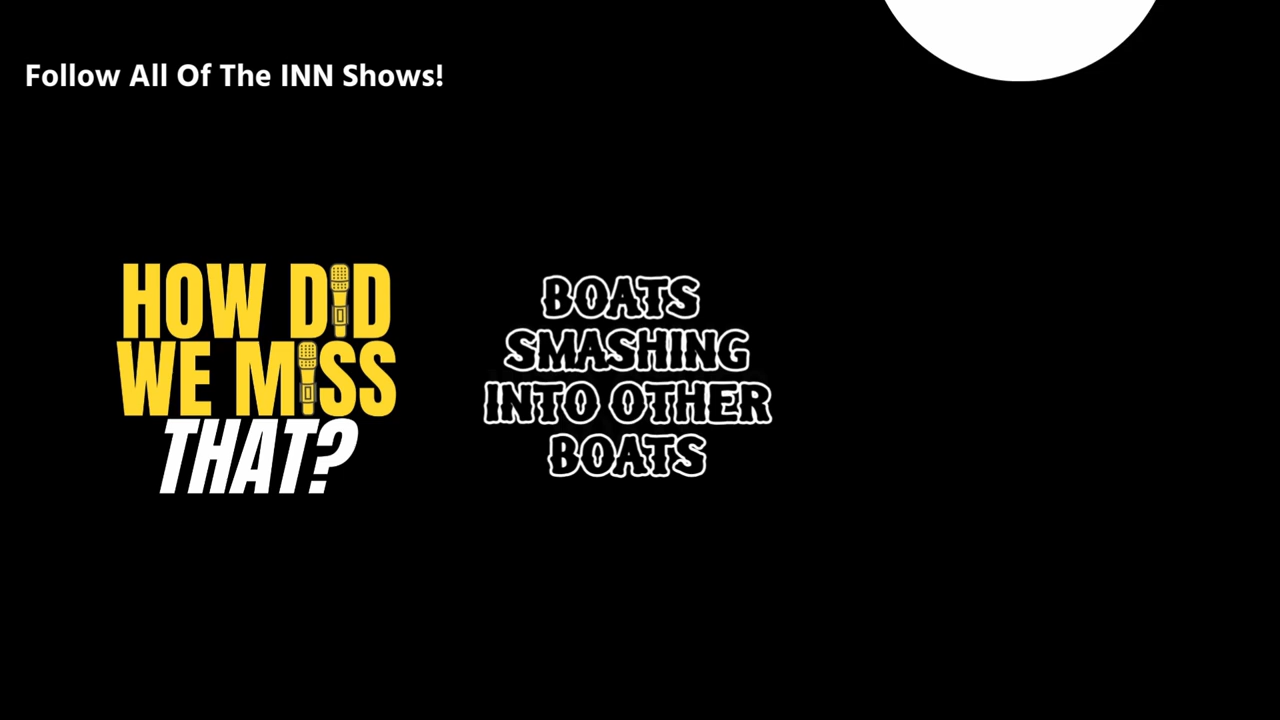 Follow All Of The INN Shows!
HOW DID
WE MISS
THAT?
BOATS
SMASHING
INTO OTHER
BOATS